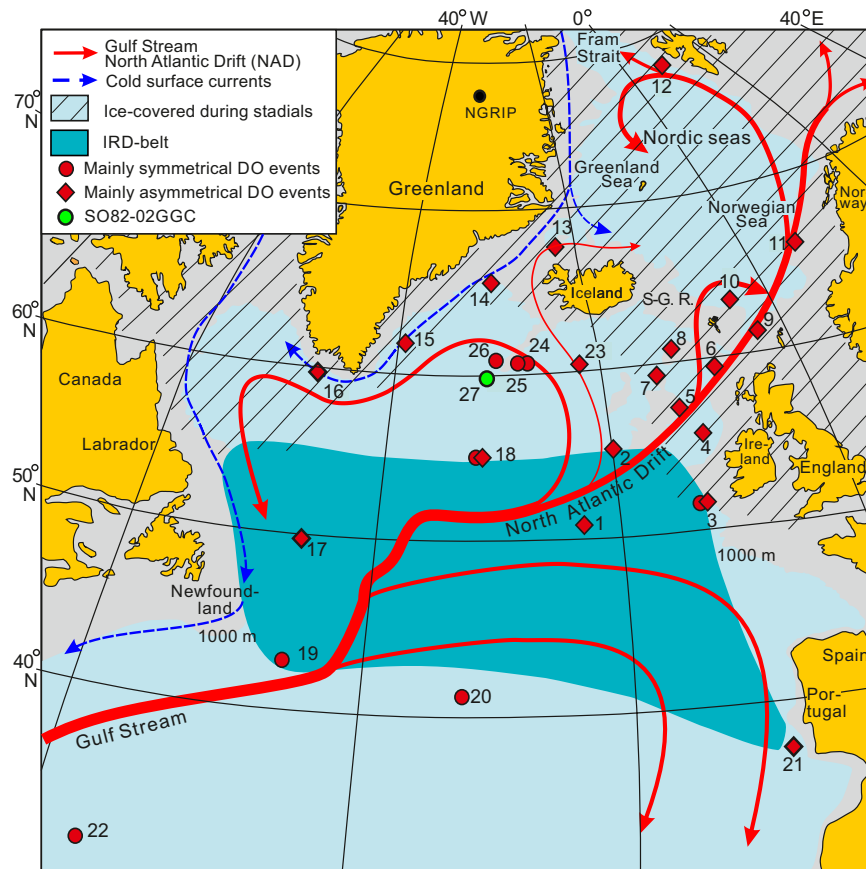 40°W
0°
40°E
70°
N
60°
N
50°
N
40°
N
Gulf Stream
North Atlantic Drift (NAD)
Cold surface currents
Ice-covered during stadials
IRD-belt
Mainly symmetrical DO events
Mainly asymmetrical DO events
SO82-02GGC
Fram
Strait
12
NGRIP
Nordic seas
Greenland
Sea
Greenland
Nor-
way
Norwegian
Sea
13
11
Iceland
S-G. R.
10
14
9
15
26
24
23
8
6
25
7
27
16
5
Canada
Labrador
18
2
4
Ire-
land
England
North Atlantic Drift
3
1
17
1000 m
Newfound-
land
1000 m
19
Spain
20
Por-
tugal
Gulf Stream
21
22